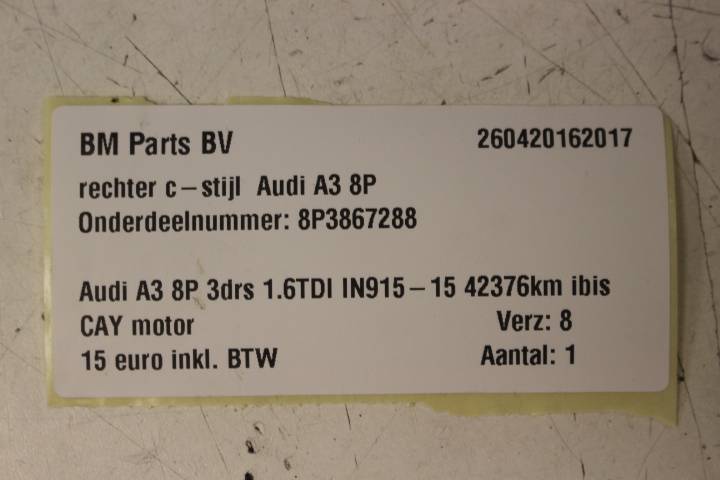 BM Parts BV 260420162017
rechter c-stijl Audi A3 8P
Onderdeelnummer: 8P3867288
Audi A3 8P 3drs 1.6TDI IN915-15 42376km ibis
CAY motor Verz: 8
15 euro inkl. BTW Aantal: 1